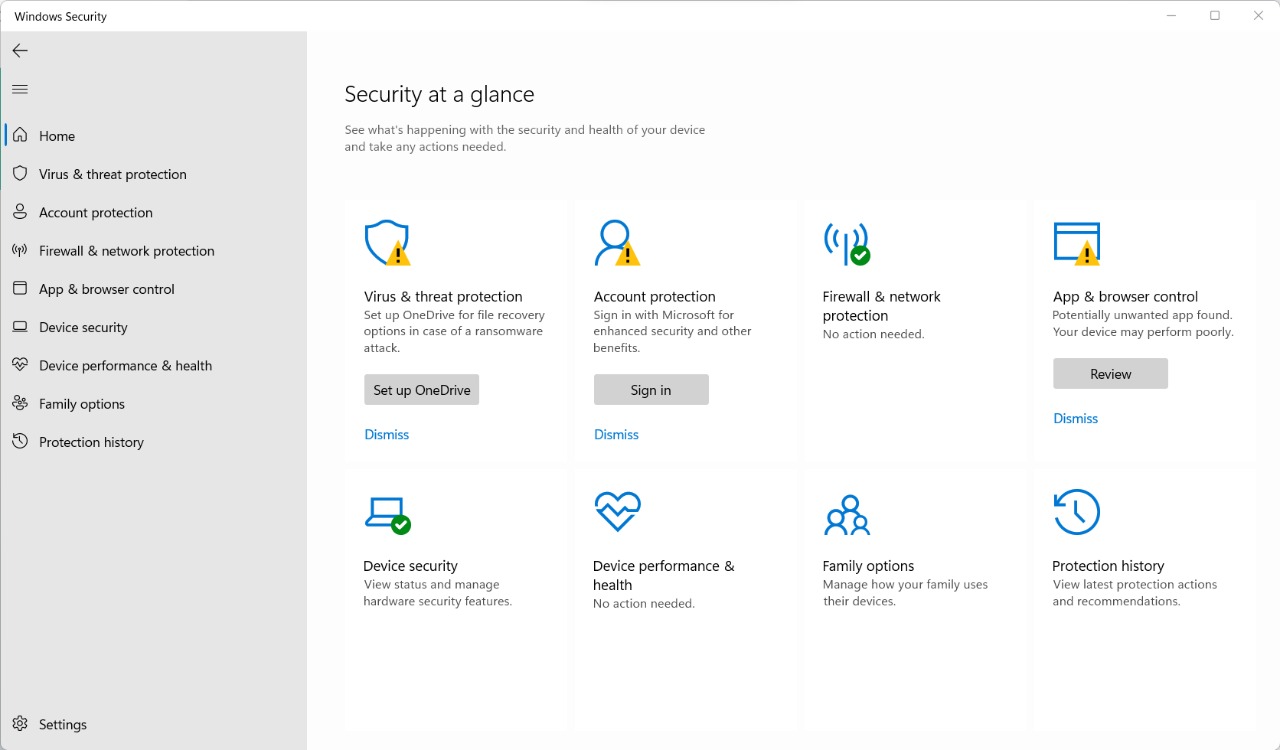 Windows Security
Home
Virus & threat protection
Account protection
Firewall & network protection
App & browser control
Device security
Device performance & health
Family options
Protection history
Settings
Security at a glance
See what's happening with the security and health of your device
and take any actions needed.
Virus & threat protection
Set up OneDrive for file recovery
options in case of a ransomware
attack.
Set up OneDrive
Dismiss
Account protection
Sign in with Microsoft for
enhanced security and other
benefits.
Sign in
Dismiss
Firewall & network
protection
No action needed.
App & browser control
Potentially unwanted app found.
Your device may perform poorly.
Review
Dismiss
Device security
View status and manage
hardware security features.
Device performance &
health
No action needed.
Family options
Manage how your family uses
their devices.
Protection history
View latest protection actions
and recommendations.